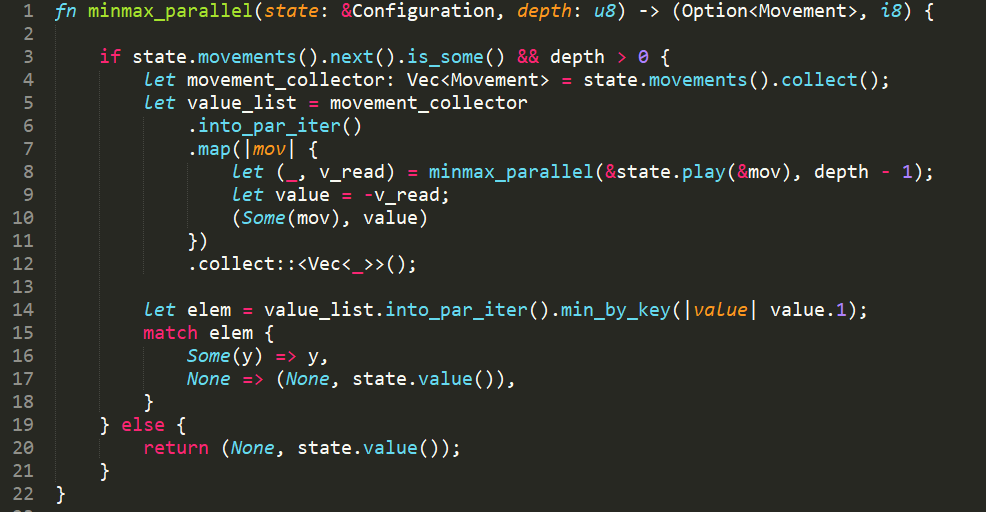 1 fn minmax_parallel(state: &Configuration, depth: u8) -> (Option<Movement>, i8) {
2
3     if state.movements().next().is_some() && depth > 0 {
4         let movement_collector: Vec<Movement> = state.movements().collect();
5         let value_list = movement_collector
6             .into_par_iter()
7             .map(|mov| {
8                 let (_, v_read) = minmax_parallel(&state.play(&mov), depth - 1);
9                 let value = -v_read;
10                 (Some(mov), value)
11             })
12             .collect::<Vec<_>>();
13
14         let elem = value_list.into_par_iter().min_by_key(|value| value.1);
15         match elem {
16             Some(y) => y,
17             None => (None, state.value()),
18         }
19     } else {
20         return (None, state.value());
21     }
22 }